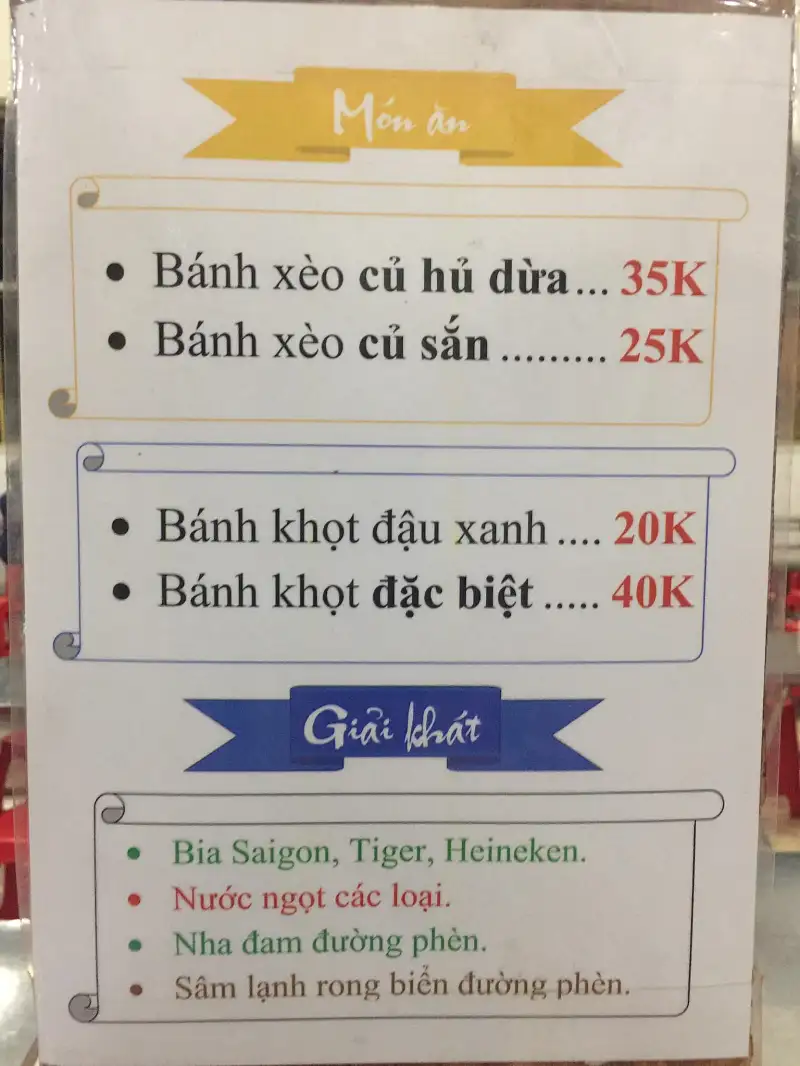 Món ăn
• Bánh xèo củ hủ dừa... 35K
• Bánh xèo củ sắn ......... 25K
• Bánh khọt đậu xanh .... 20K
• Bánh khọt đặc biệt ..... 40K
Giải khát
• Bia Saigon, Tiger, Heineken.
• Nước ngọt các loại.
• Nha đam đường phèn.
• Sâm lạnh rong biển đường phèn.